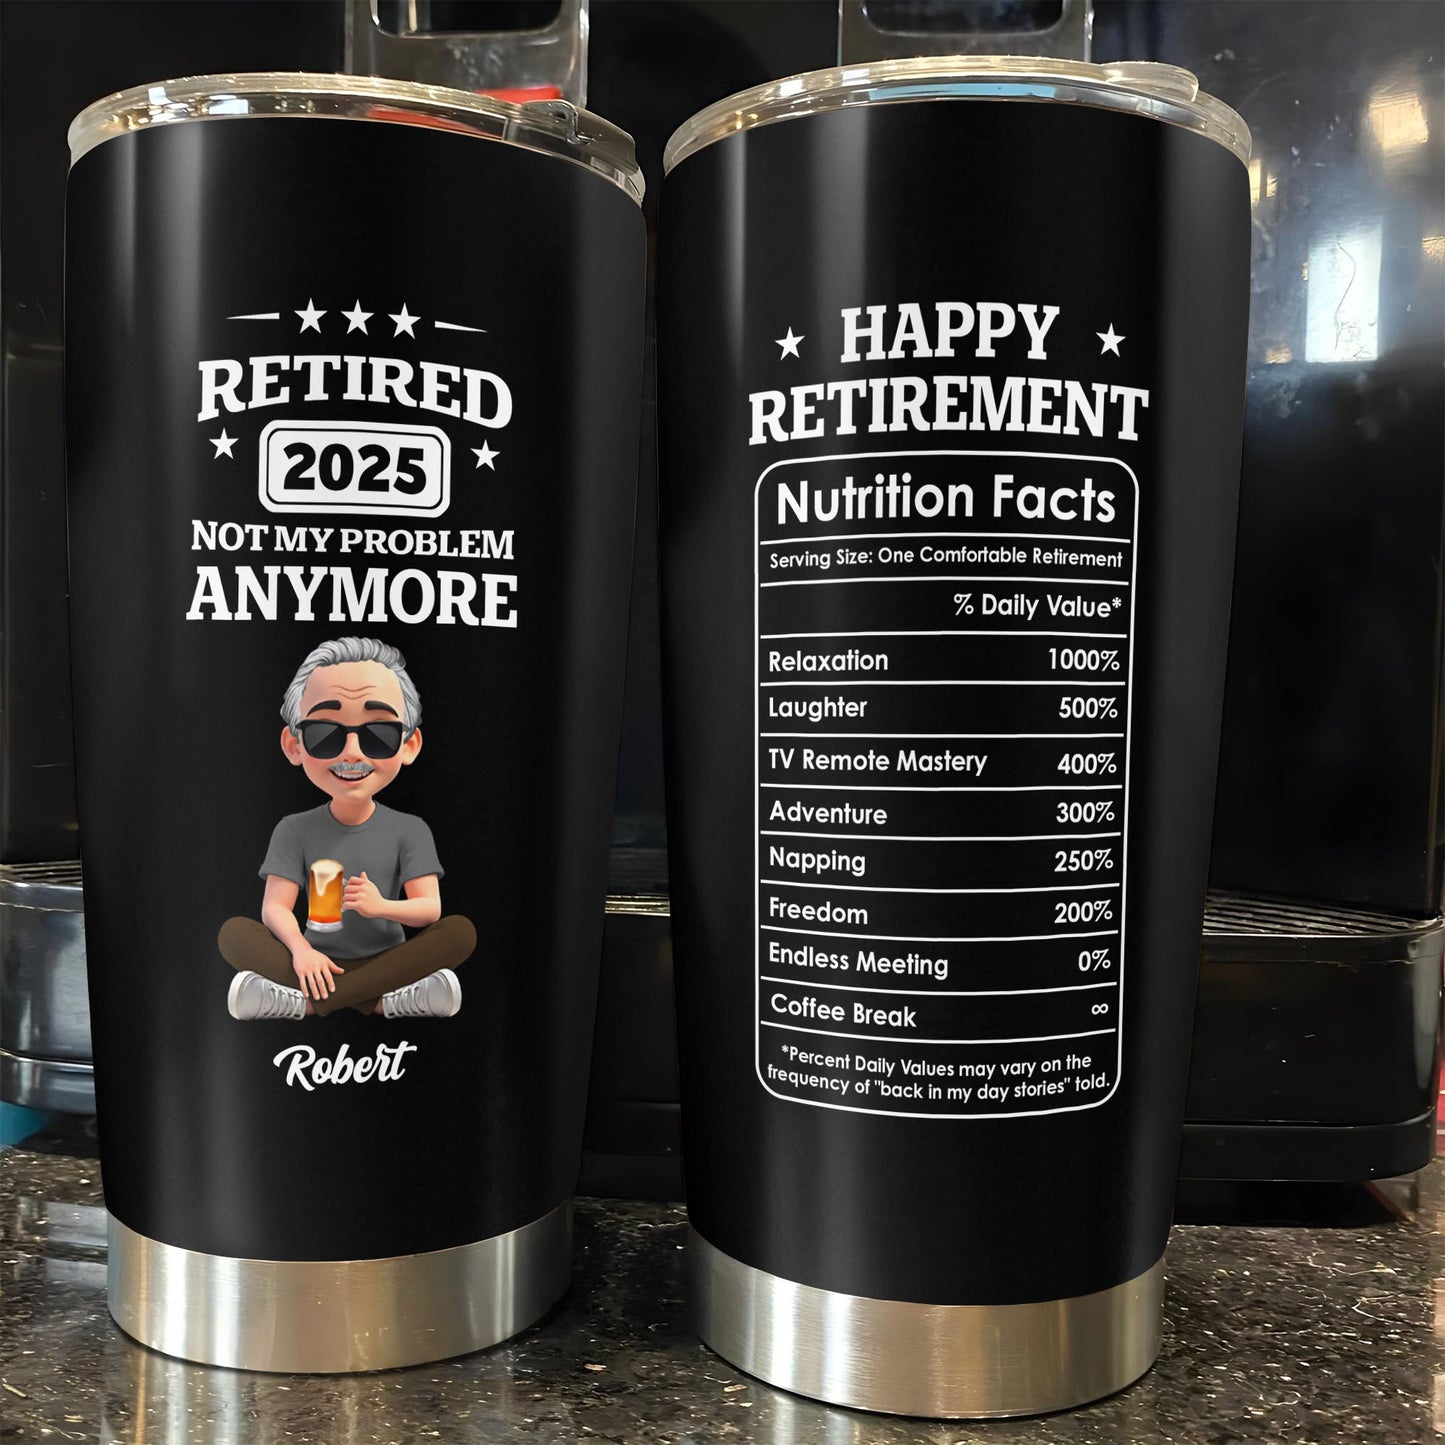 RETIRED
2025
NOT MY PROBLEM
ANYMORE
Robert
HAPPY
RETIREMENT
Nutrition Facts
Serving Size: One Comfortable Retirement
% Daily Value*
Relaxation 1000%
Laughter 500%
TV Remote Mastery 400%
Adventure 300%
Napping 250%
Freedom 200%
Endless Meeting 0%
Coffee Break ∞
*Percent Daily Values may vary on the
frequency of "back in my day stories" told.